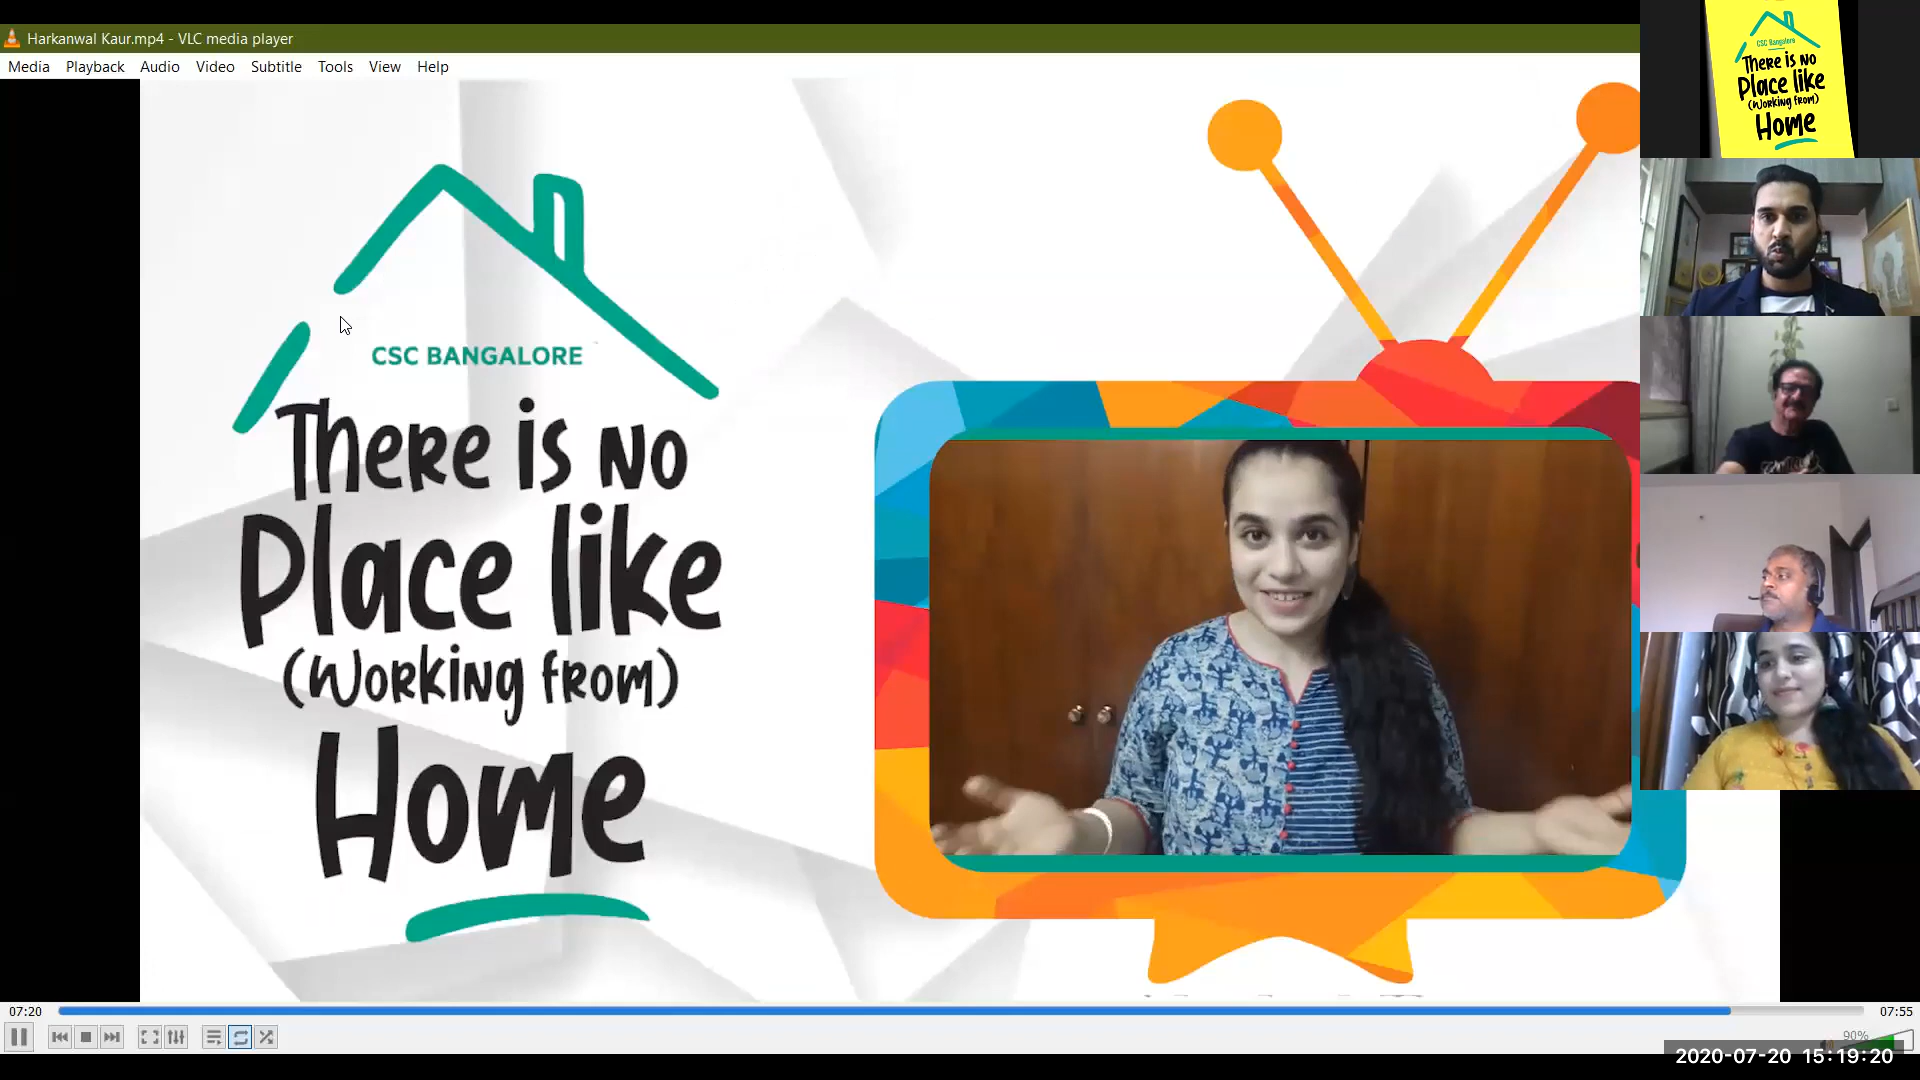 Harkanwal Kaur.mp4 - VLC media player
Media Playback Audio Video Subtitle Tools View Help
CSC BANGALORE
There is no
Place like
(Working from)
Home
CSC Bangalore
There is no
Place like
(Working from)
Home
07:20
07:55
90%
2020-07-20 15:19:20